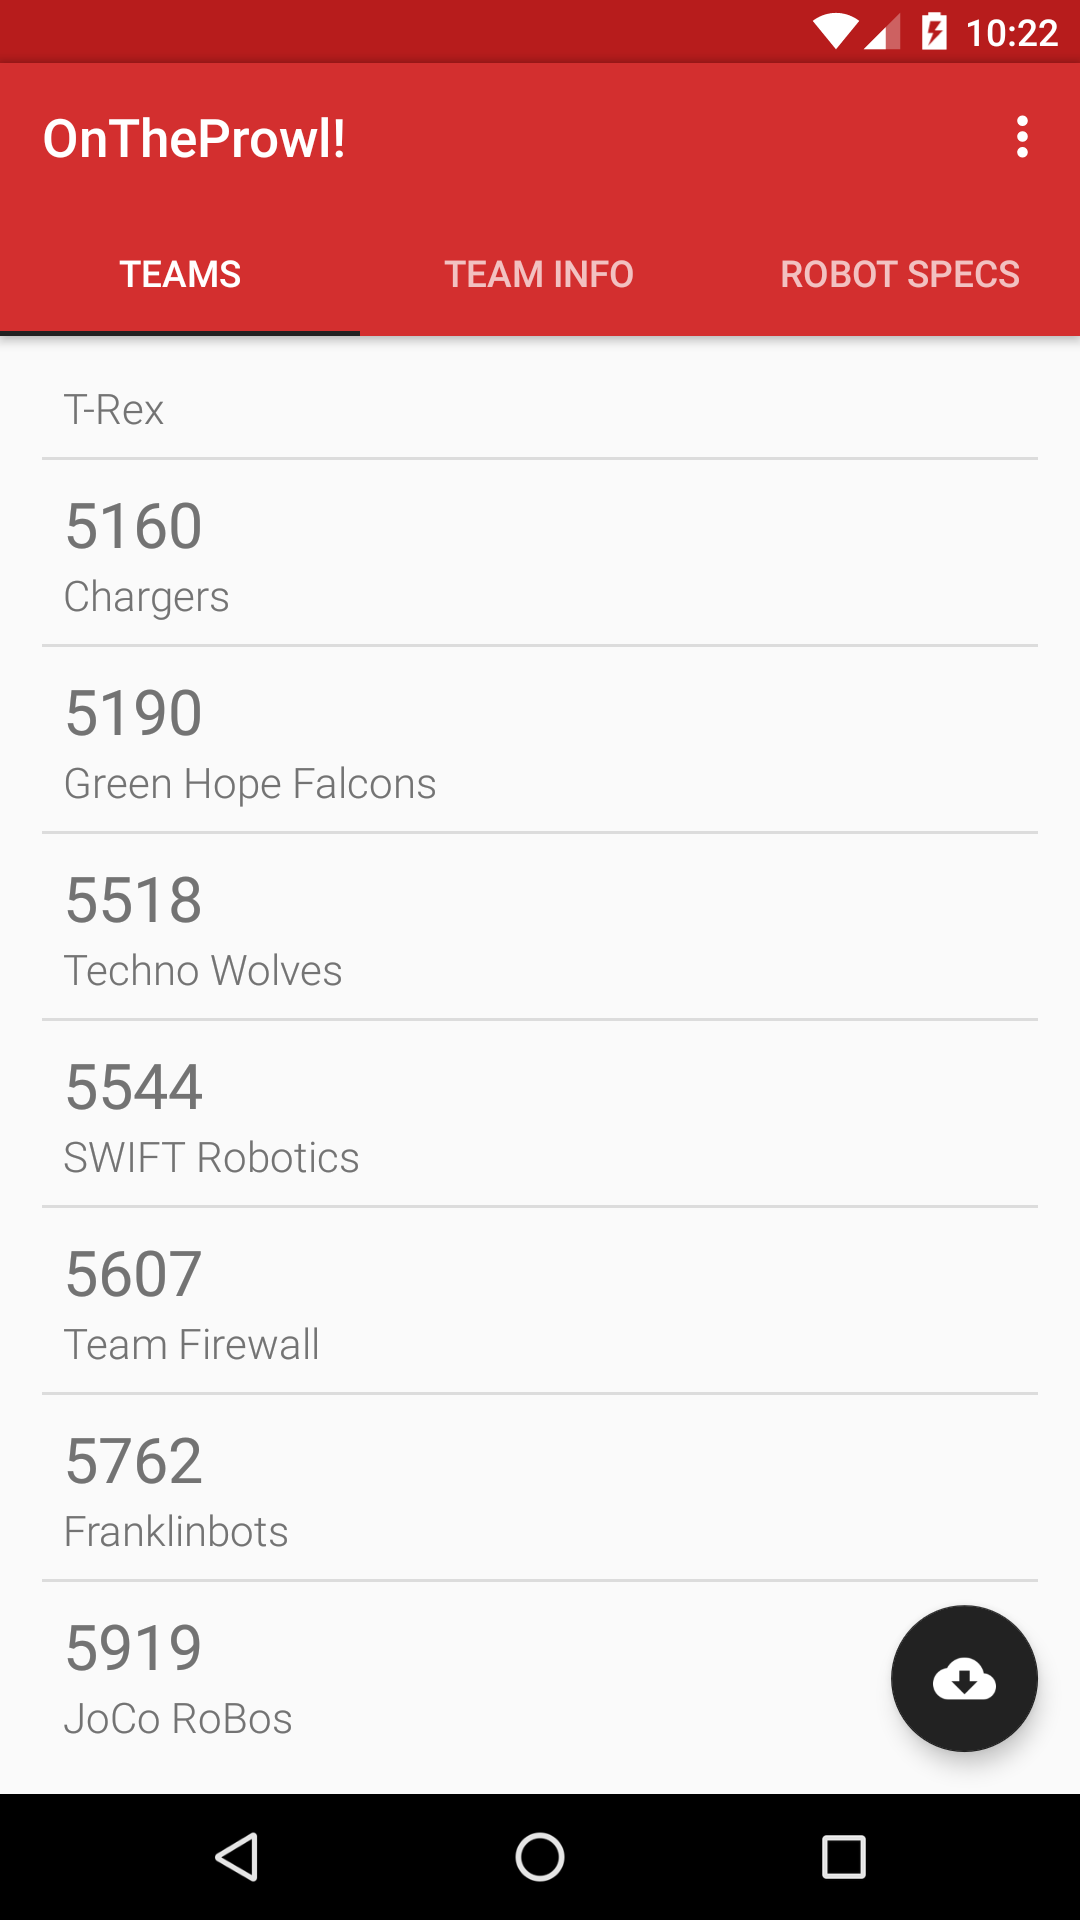 10:22
OnTheProwl!
TEAMS TEAM INFO ROBOT SPECS
T-Rex
5160
Chargers
5190
Green Hope Falcons
5518
Techno Wolves
5544
SWIFT Robotics
5607
Team Firewall
5762
Franklinbots
5919
JoCo RoBos